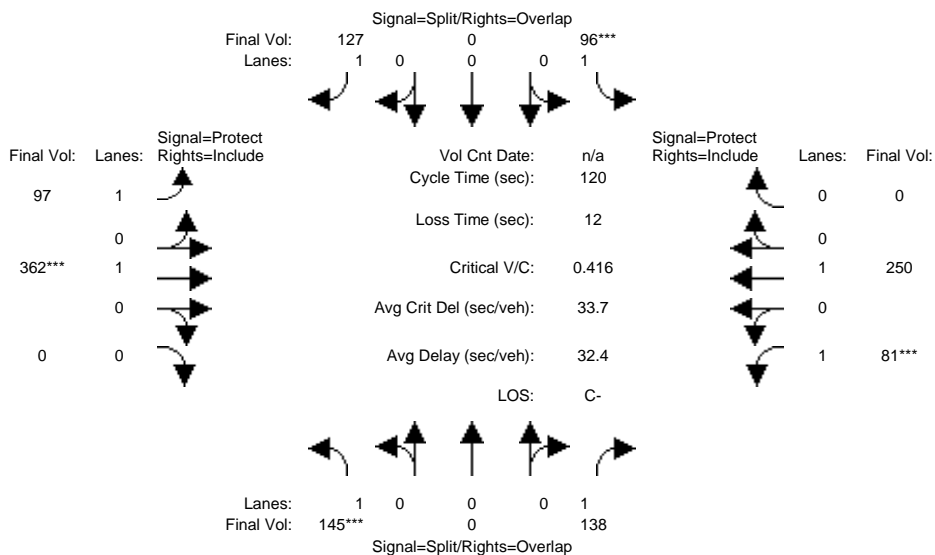 Signal=Split/Rights=Overlap
Final Vol: 127 0 96***
Lanes: 1 0 0 0 1
Signal=Protect Signal=Protect
Final Vol: Lanes: Rights=Include Vol Cnt Date: n/a Rights=Include Lanes: Final Vol:
Cycle Time (sec): 120
97 1 0 0
Loss Time (sec): 12
0 0
362*** 1 Critical V/C: 0.416 1 250
0 Avg Crit Del (sec/veh): 33.7 0
0 0 Avg Delay (sec/veh): 32.4 1 81***
LOS: C-
Lanes: 1 0 0 0 1
Final Vol: 145*** 0 138
Signal=Split/Rights=Overlap